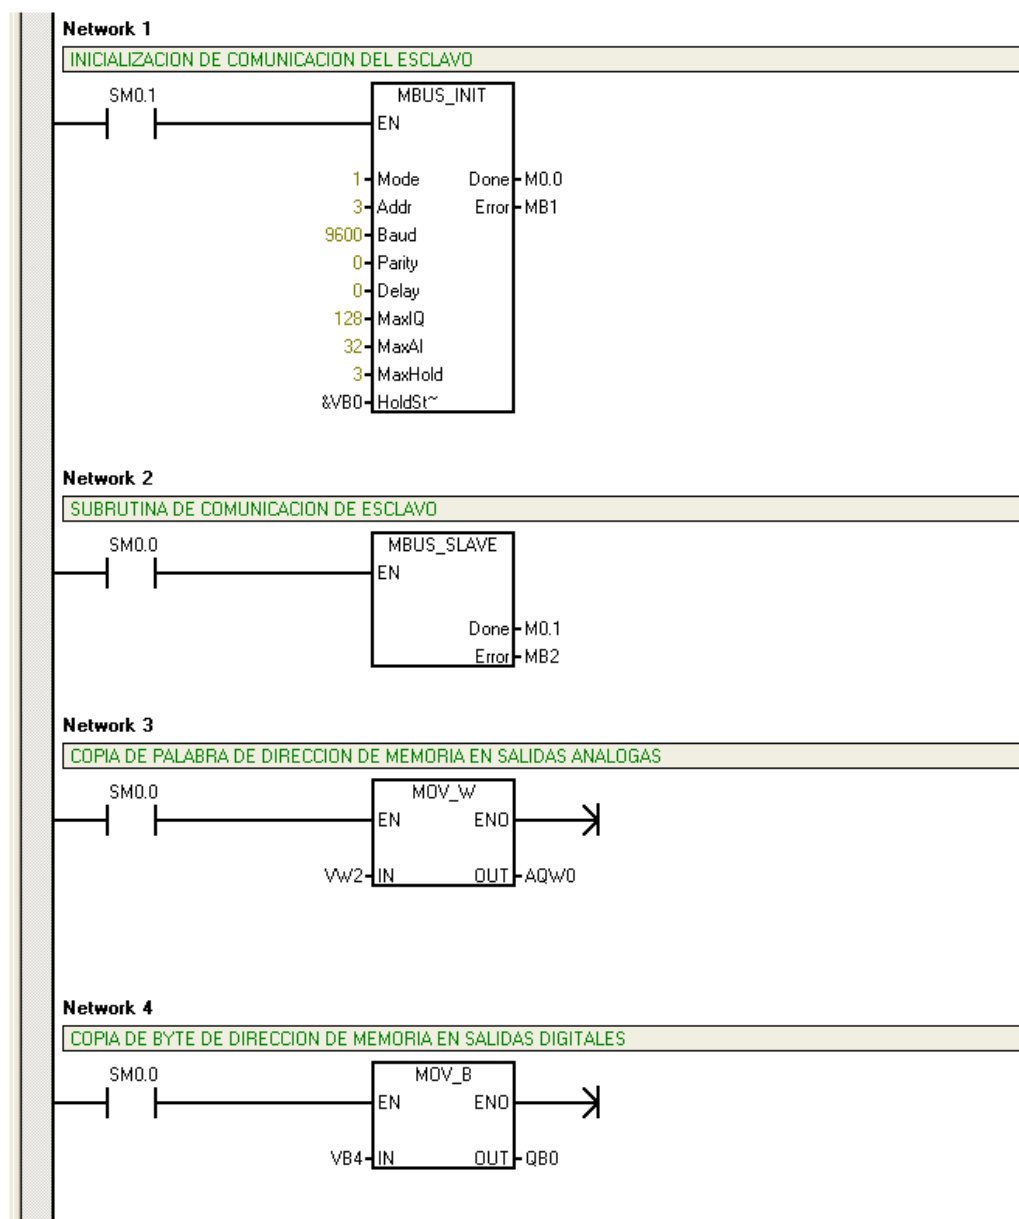 Network 1
INICIALIZACION DE COMUNICACION DEL ESCLAVO
SM0.1
MBUS_INIT
EN
1 Mode Done M0.0
3 Addr Error MB1
9600 Baud
0 Parity
0 Delay
128 MaxIQ
32 MaxAI
3 MaxHold
&VB0 HoldSt~
Network 2
SUBRUTINA DE COMUNICACION DE ESCLAVO
SM0.0
MBUS_SLAVE
EN
Done M0.1
Error MB2
Network 3
COPIA DE PALABRA DE DIRECCION DE MEMORIA EN SALIDAS ANALOGAS
SM0.0
MOV_W
EN ENO
VW2 IN OUT AQW0
Network 4
COPIA DE BYTE DE DIRECCION DE MEMORIA EN SALIDAS DIGITALES
SM0.0
MOV_B
EN ENO
VB4 IN OUT QB0